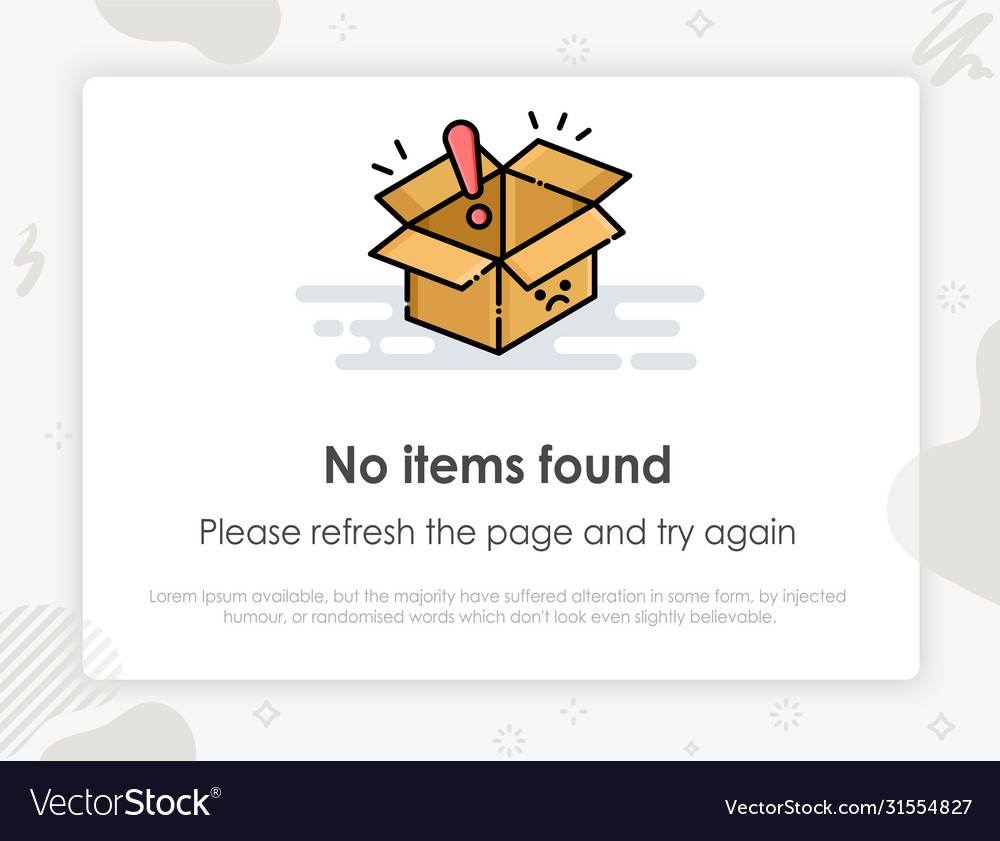 No items found
Please refresh the page and try again
Lorem Ipsum available, but the majority have suffered alteration in some form, by injected
humour, or randomised words which don't look even slightly believable.
VectorStock®
VectorStock.com/31554827